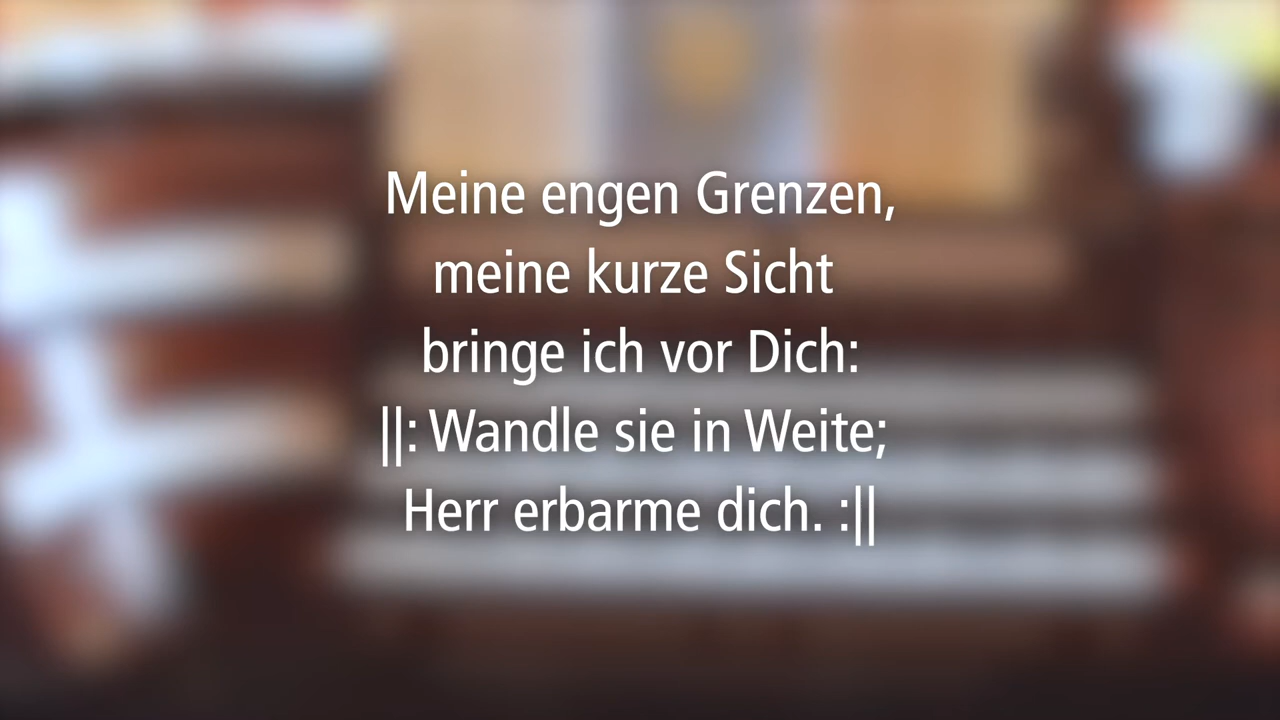 Meine engen Grenzen,
meine kurze Sicht
bringe ich vor Dich:
||: Wandle sie in Weite;
Herr erbarme dich. :||